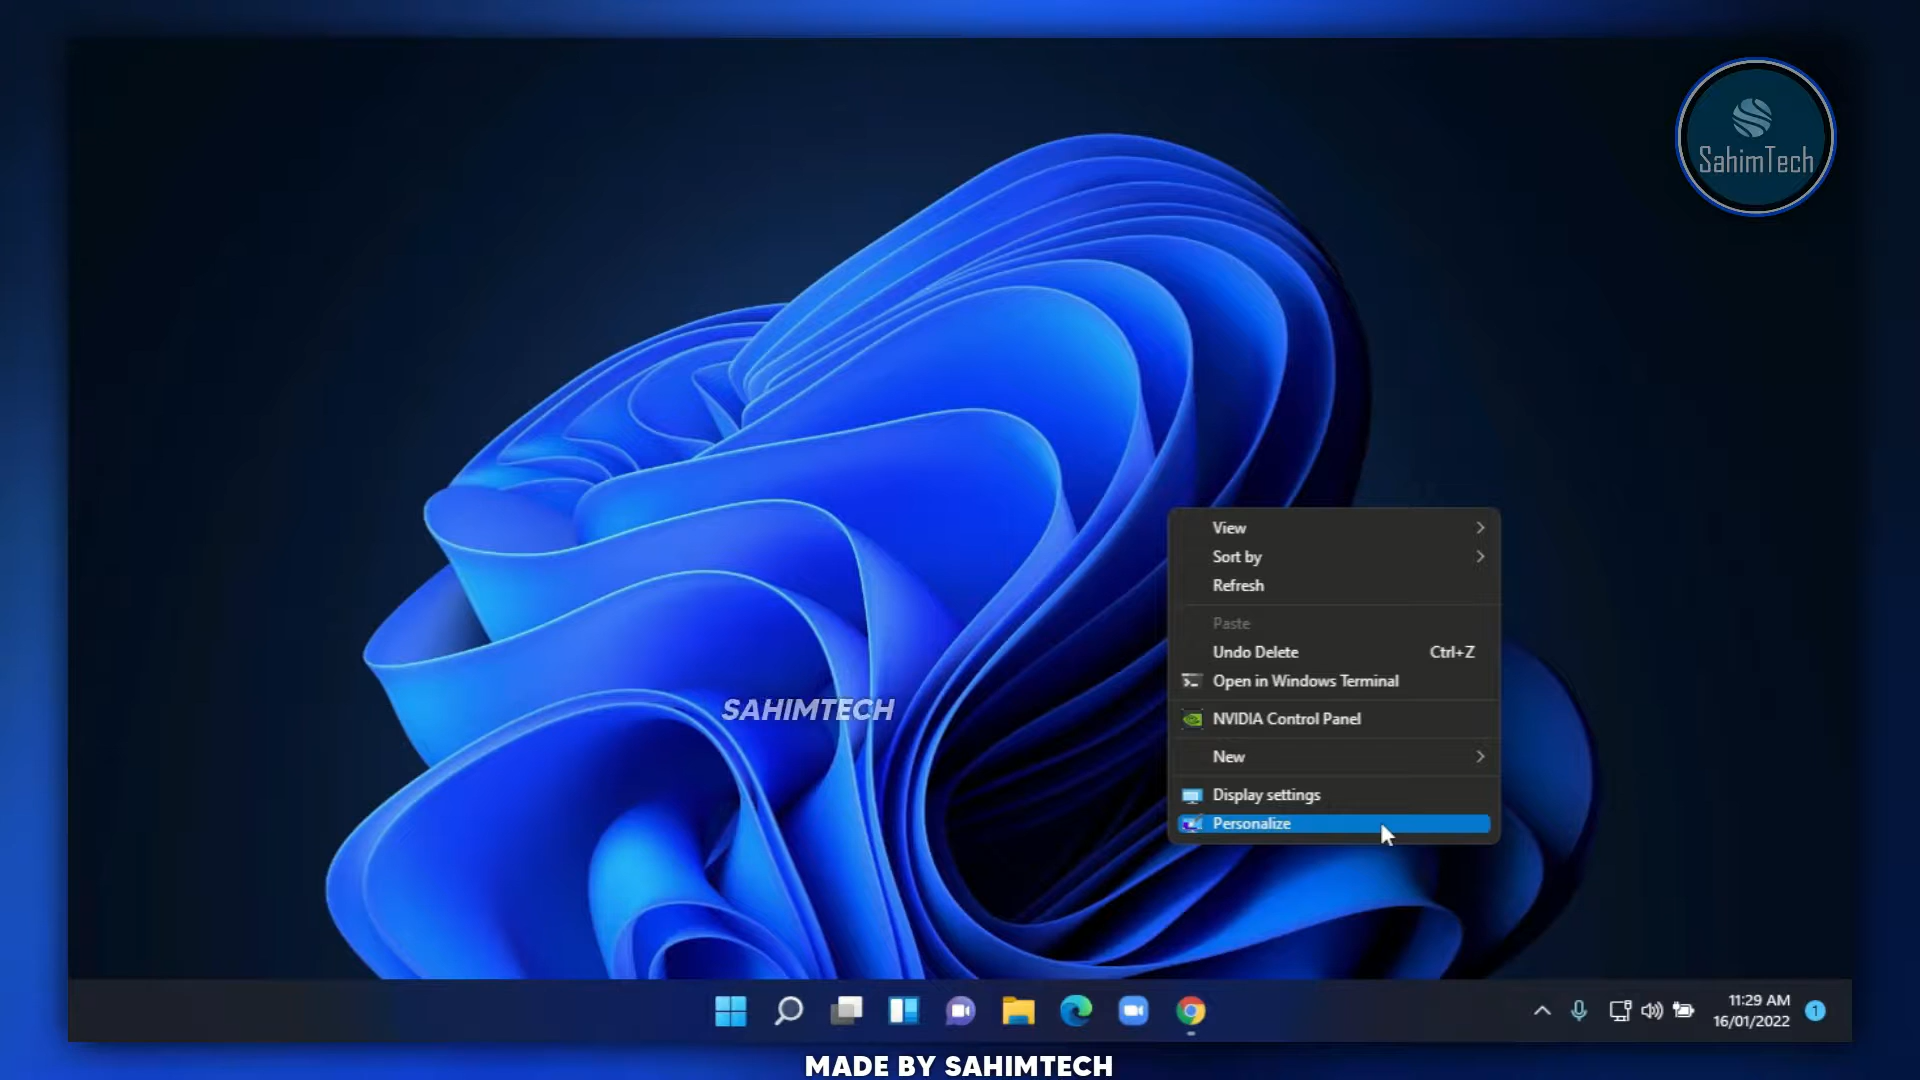 SahimTech
View
Sort by
Refresh
Paste
Undo Delete Ctrl+Z
Open in Windows Terminal
NVIDIA Control Panel
New
Display settings
Personalize
SAHIMTECH
11:29 AM
16/01/2022
1
MADE BY SAHIMTECH